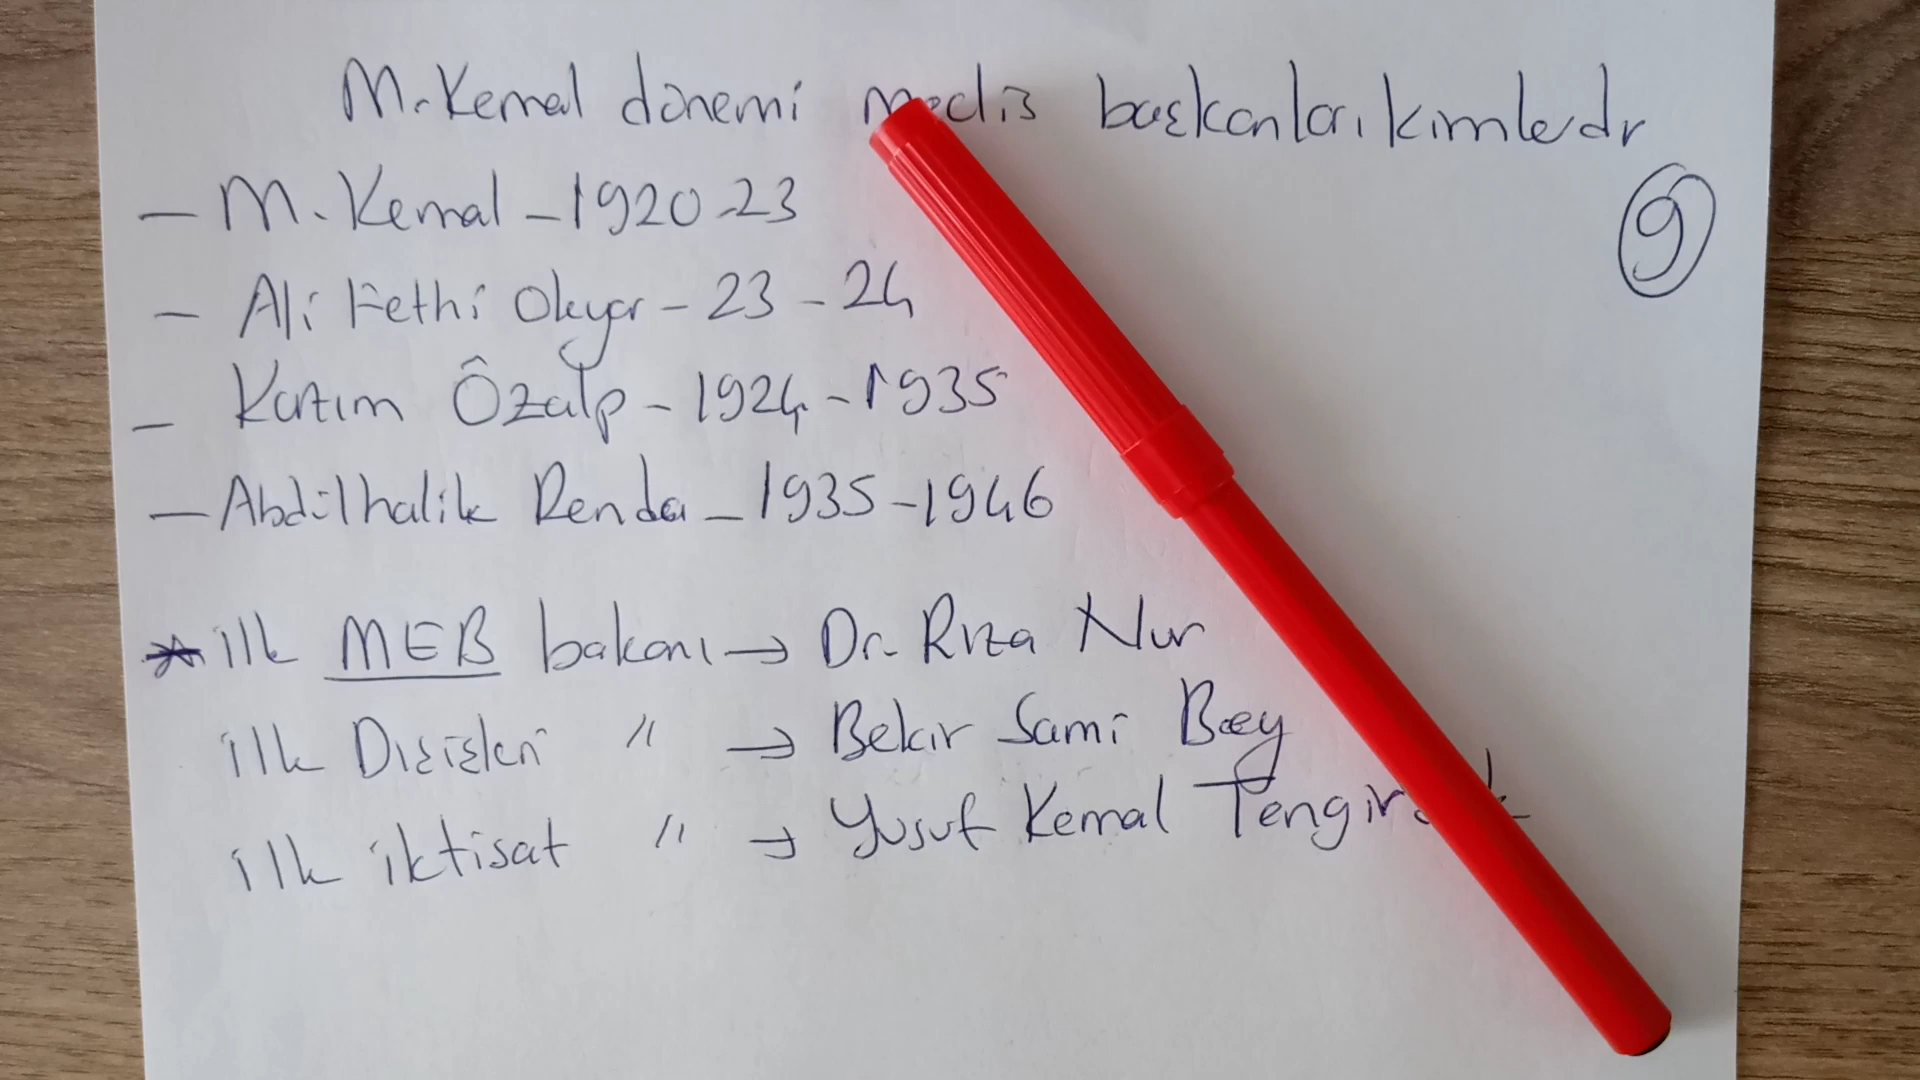 M. Kemal dönemi meclis başkanları kimlerdir
9
- M. Kemal - 1920-23
- Ali Fethi Okyar - 23 - 24
- Kazım Özalp - 1924 - 1935
- Abdülhalik Renda - 1935 - 1946
* ilk MEB bakanı → Dr. Rıza Nur
ilk Dışişleri " → Bekir Sami Bey
ilk iktisat " → Yusuf Kemal